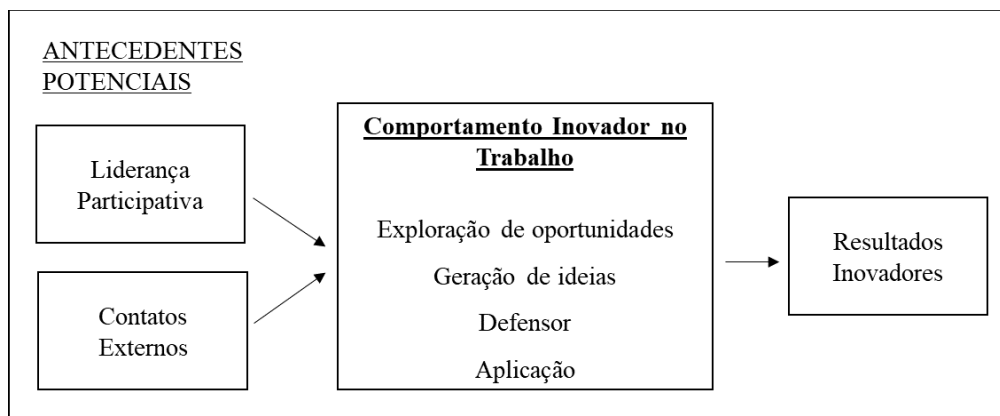 ANTECEDENTES
POTENCIAIS
Liderança
Participativa
Contatos
Externos
Comportamento Inovador no
Trabalho
Exploração de oportunidades
Geração de ideias
Defensor
Aplicação
Resultados
Inovadores